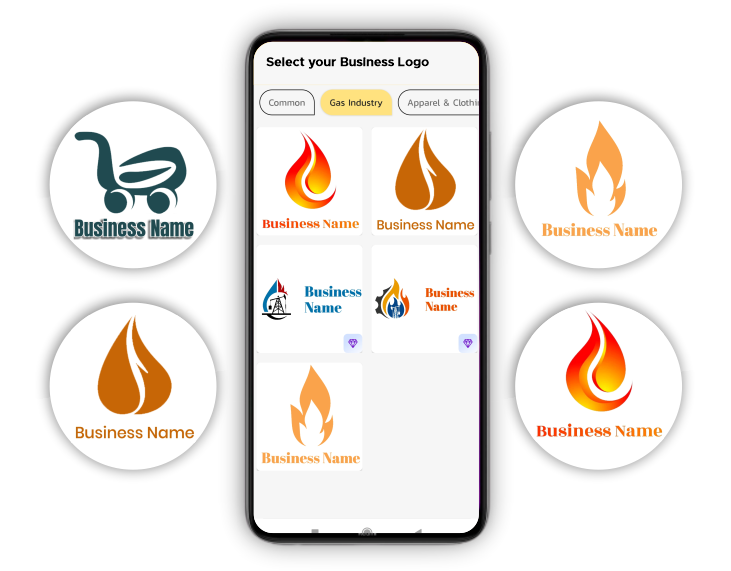 Select your Business Logo
Common
Gas Industry
Apparel & Clothin
Business Name
Business Name
Business
Name
Business
Name
Business Name
Business Name
Business Name
Business Name
Business Name